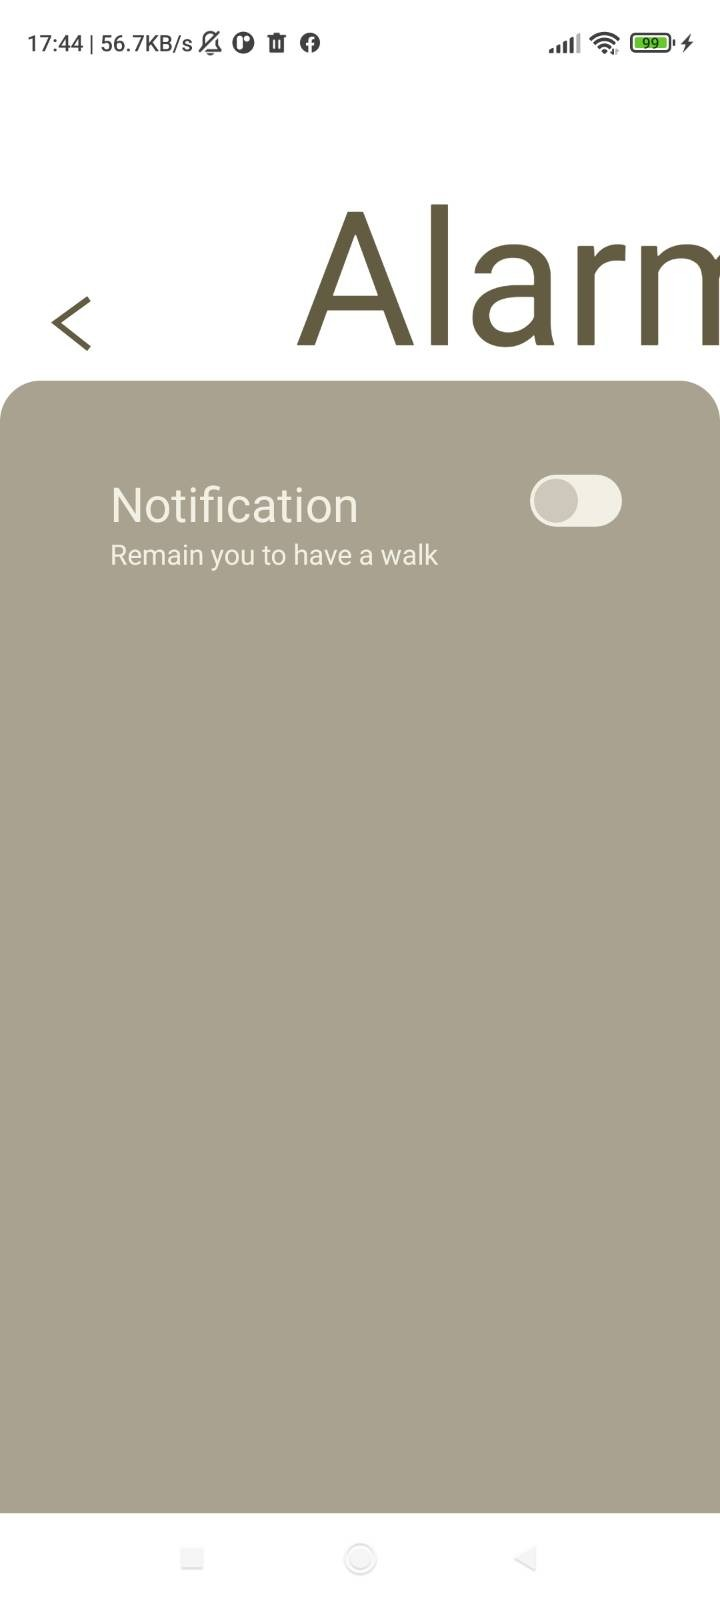 17:44 | 56.7KB/s
99
Alarm
Notification
Remain you to have a walk